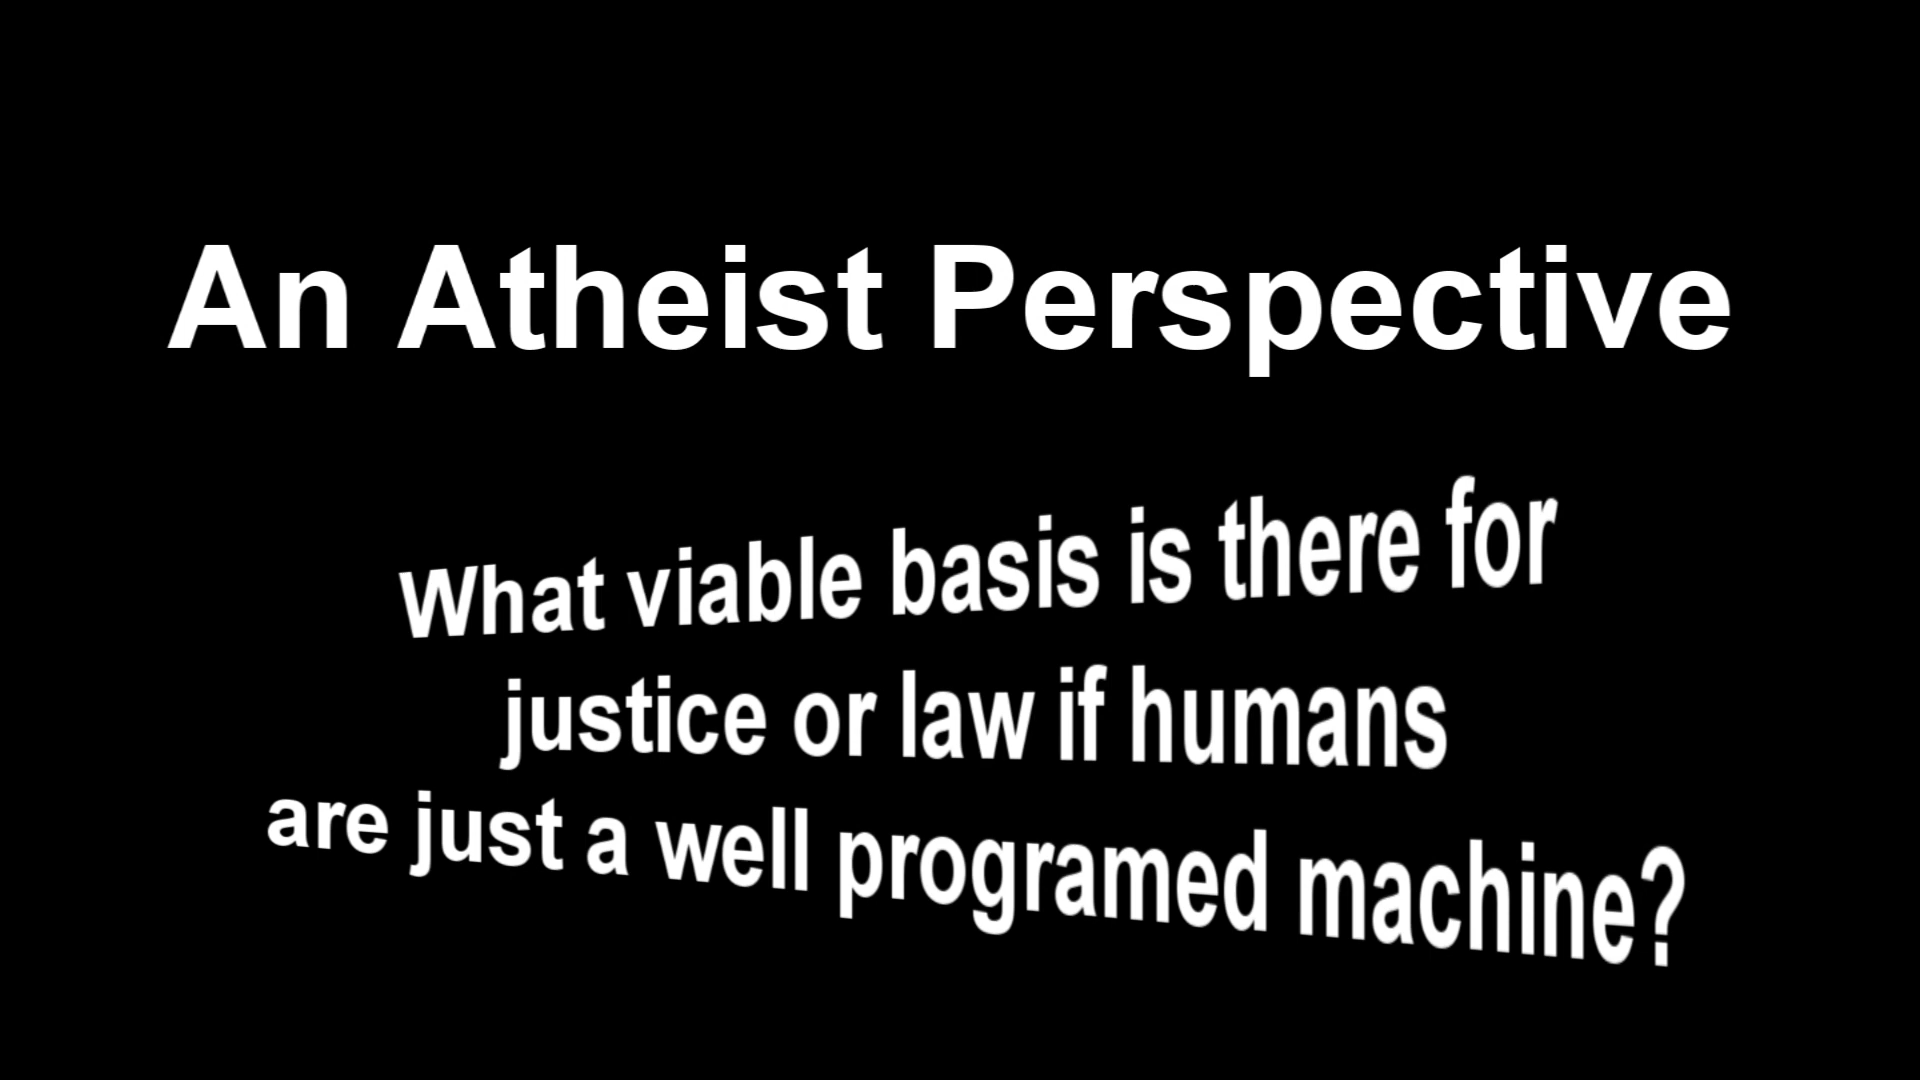 An Atheist Perspective
What viable basis is there for
justice or law if humans
are just a well programed machine?